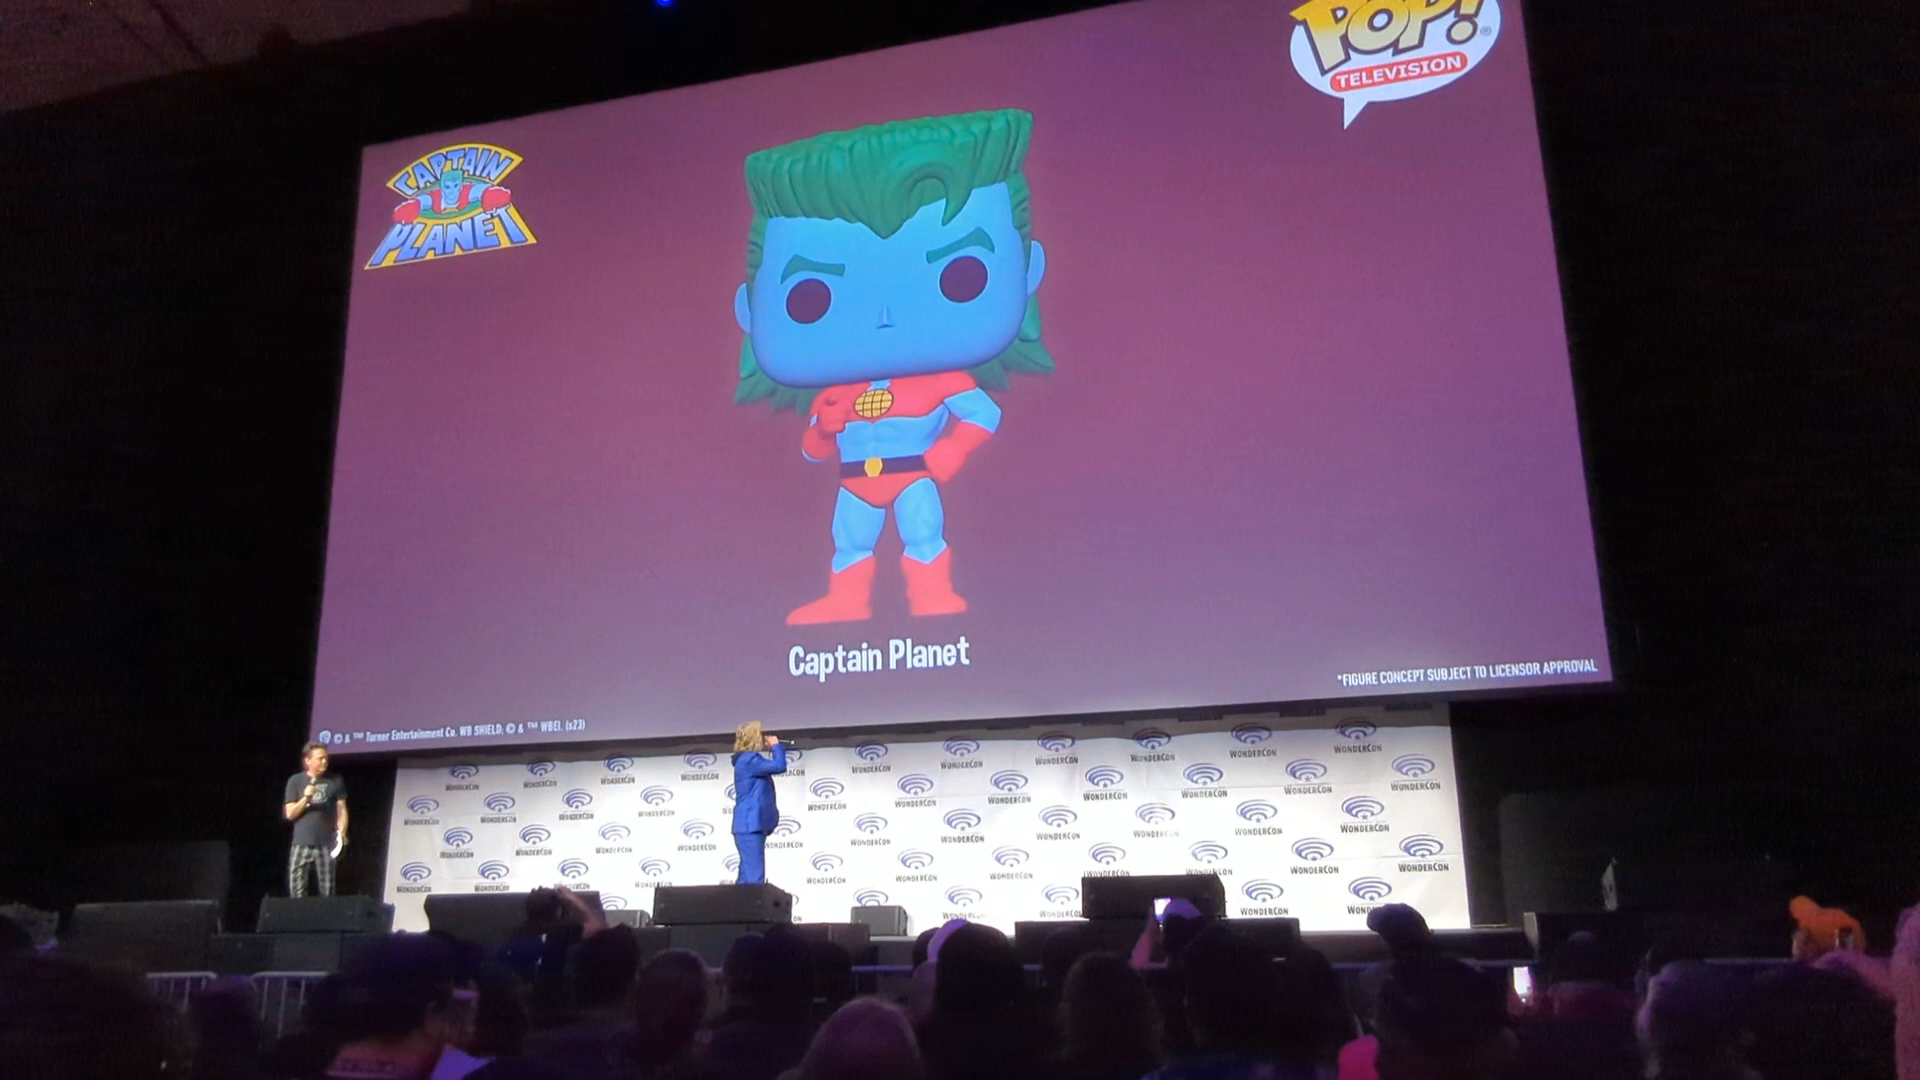 POP!®
TELEVISION
CAPTAIN
PLANET
Captain Planet
*FIGURE CONCEPT SUBJECT TO LICENSOR APPROVAL
© & ™ Turner Entertainment Co. WB SHIELD: © & ™ WBEI. (s23)
WONDERCON